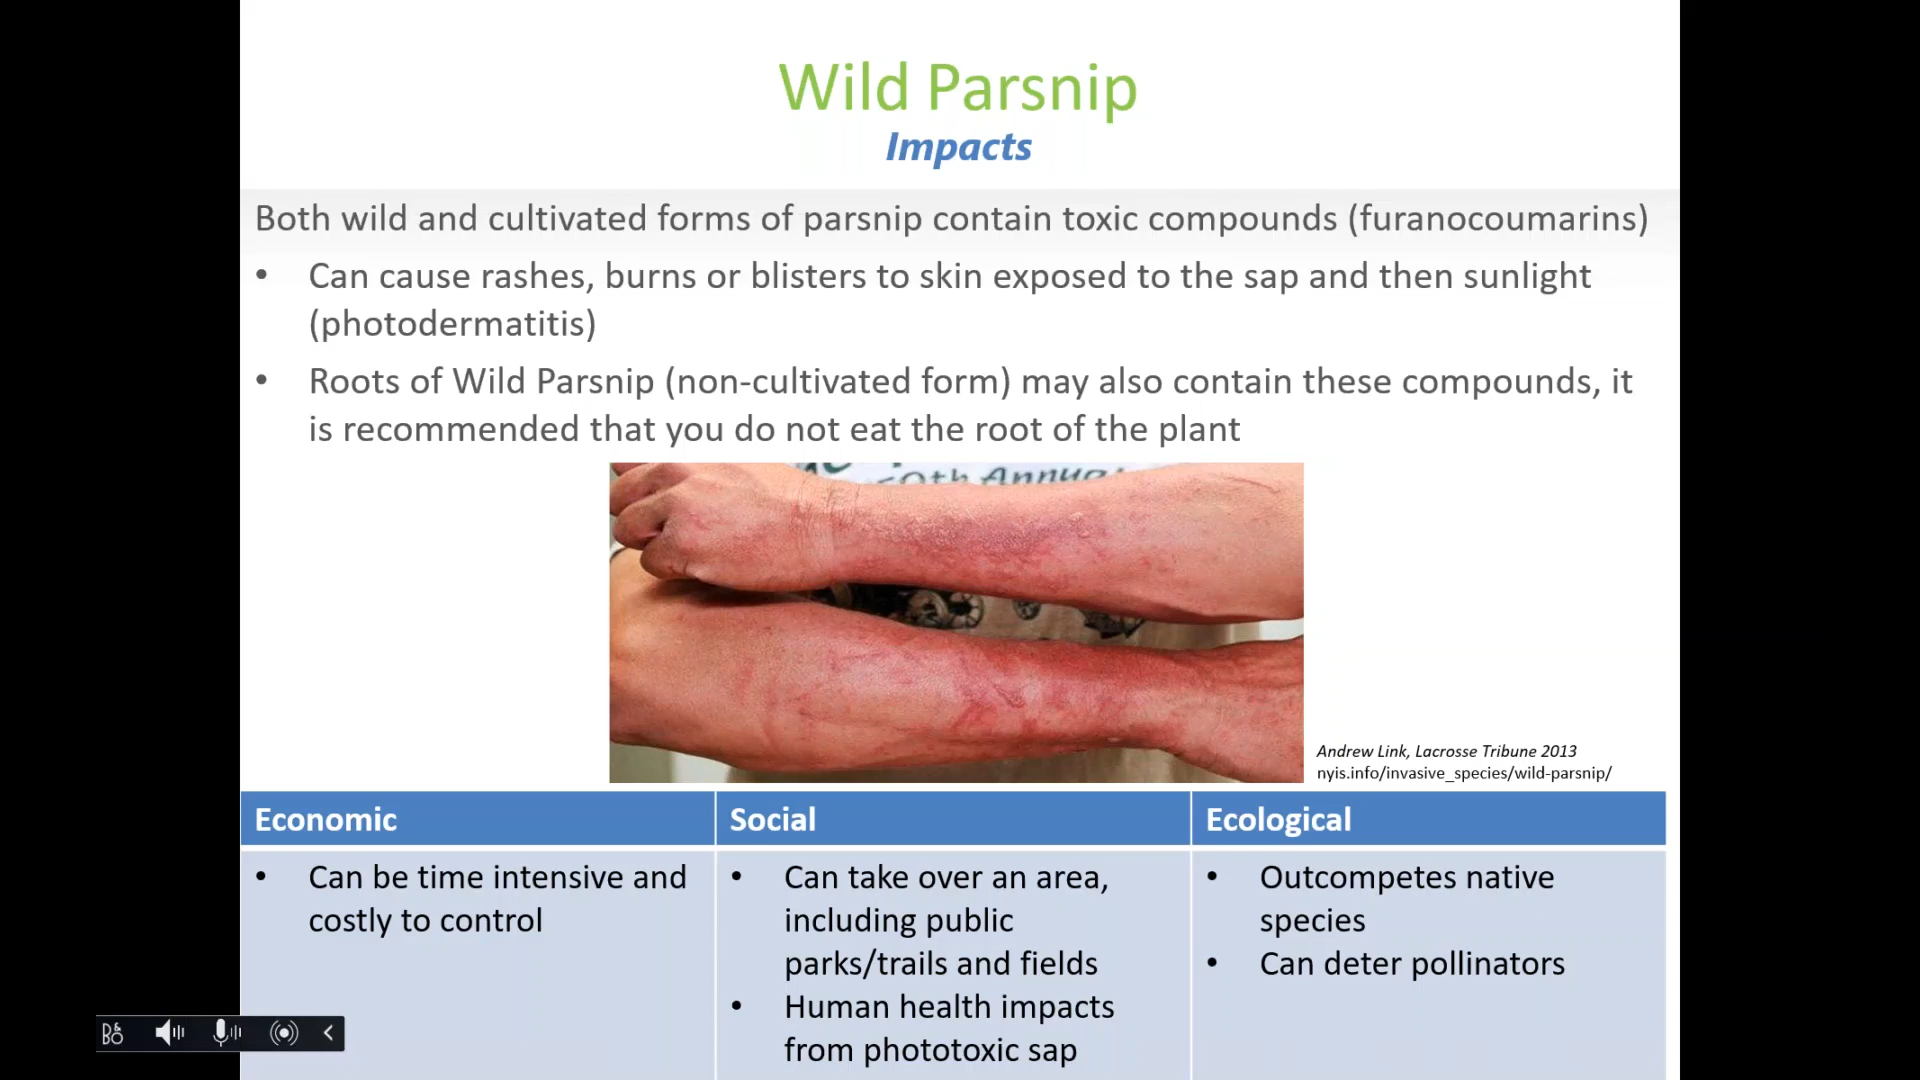 Wild Parsnip
Impacts
Both wild and cultivated forms of parsnip contain toxic compounds (furanocoumarins)
• Can cause rashes, burns or blisters to skin exposed to the sap and then sunlight
(photodermatitis)
• Roots of Wild Parsnip (non-cultivated form) may also contain these compounds, it
is recommended that you do not eat the root of the plant
Annual
Andrew Link, Lacrosse Tribune 2013
nyis.info/invasive_species/wild-parsnip/
Economic
• Can be time intensive and
costly to control
Social
• Can take over an area,
including public
parks/trails and fields
• Human health impacts
from phototoxic sap
Ecological
• Outcompetes native
species
• Can deter pollinators
B&O